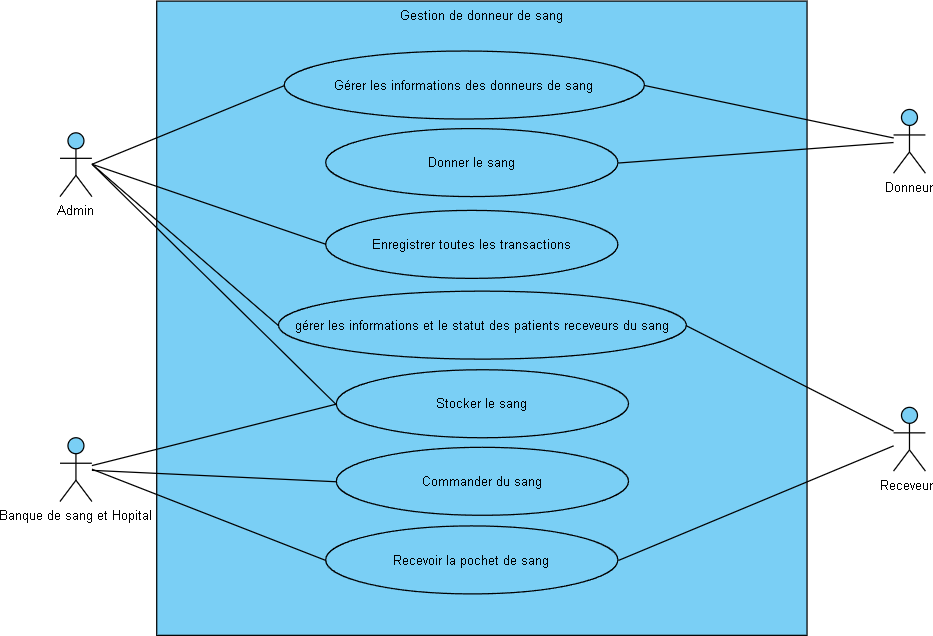 Gestion de donneur de sang
Gérer les informations des donneurs de sang
Donner le sang
Donneur
Admin
Enregistrer toutes les transactions
gérer les informations et le statut des patients receveurs du sang
Stocker le sang
Commander du sang
Receveur
Banque de sang et Hopital
Recevoir la pochet de sang